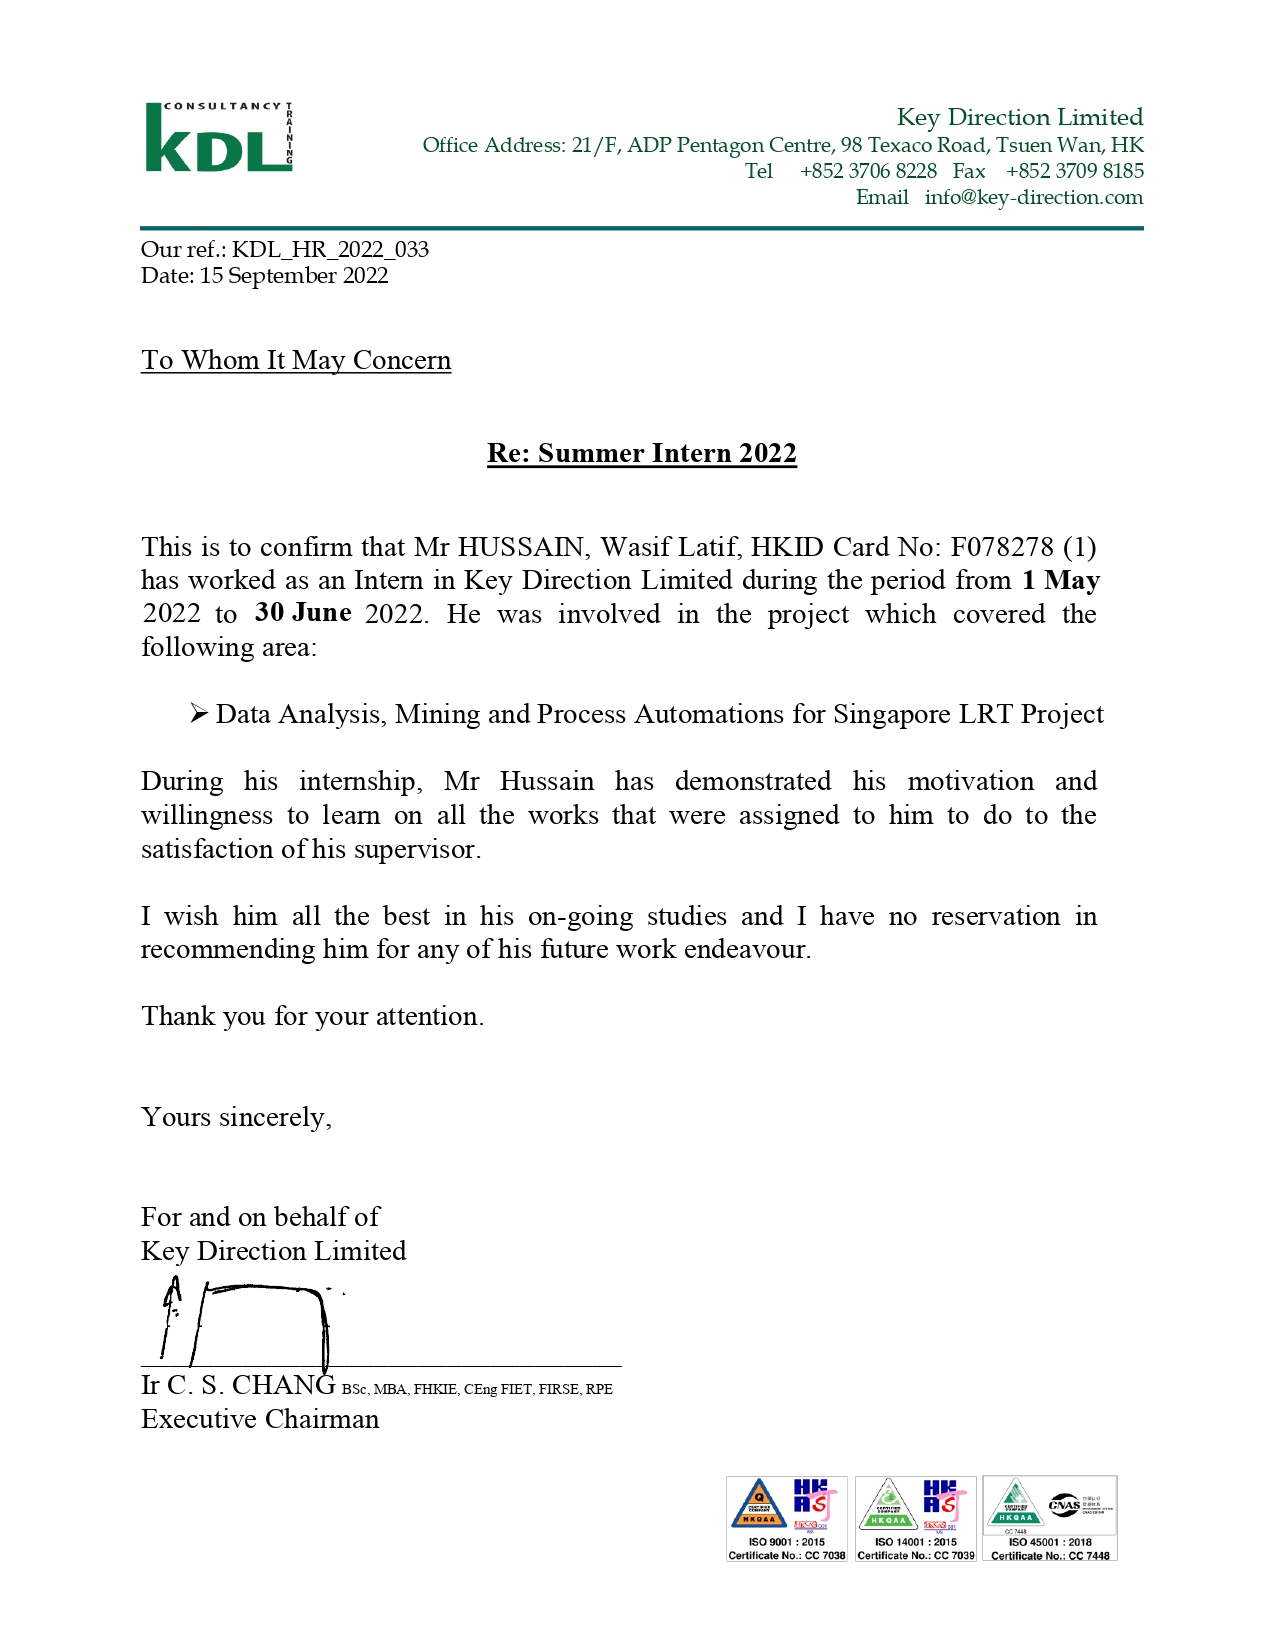 CONSULTANCY
TRAINING
KDL
Key Direction Limited
Office Address: 21/F, ADP Pentagon Centre, 98 Texaco Road, Tsuen Wan, HK
Tel +852 3706 8228 Fax +852 3709 8185
Email info@key-direction.com
Our ref.: KDL_HR_2022_033
Date: 15 September 2022
To Whom It May Concern
Re: Summer Intern 2022
This is to confirm that Mr HUSSAIN, Wasif Latif, HKID Card No: F078278 (1)
has worked as an Intern in Key Direction Limited during the period from 1 May
2022 to 30 June 2022. He was involved in the project which covered the
following area:
➢ Data Analysis, Mining and Process Automations for Singapore LRT Project
During his internship, Mr Hussain has demonstrated his motivation and
willingness to learn on all the works that were assigned to him to do to the
satisfaction of his supervisor.
I wish him all the best in his on-going studies and I have no reservation in
recommending him for any of his future work endeavour.
Thank you for your attention.
Yours sincerely,
For and on behalf of
Key Direction Limited
Ir C. S. CHANG BSc, MBA, FHKIE, CEng FIET, FIRSE, RPE
Executive Chairman
Q
CERTIFIED COMPANY
HKQAA
HKAS
ISO 9001 : 2015
Certificate No.: CC 7038
CERTIFIED COMPANY
HKQAA
HKAS
ISO 14001 : 2015
Certificate No.: CC 7039
CERTIFIED COMPANY
HKQAA
CC 7448
CNAS
ISO 45001 : 2018
Certificate No.: CC 7448